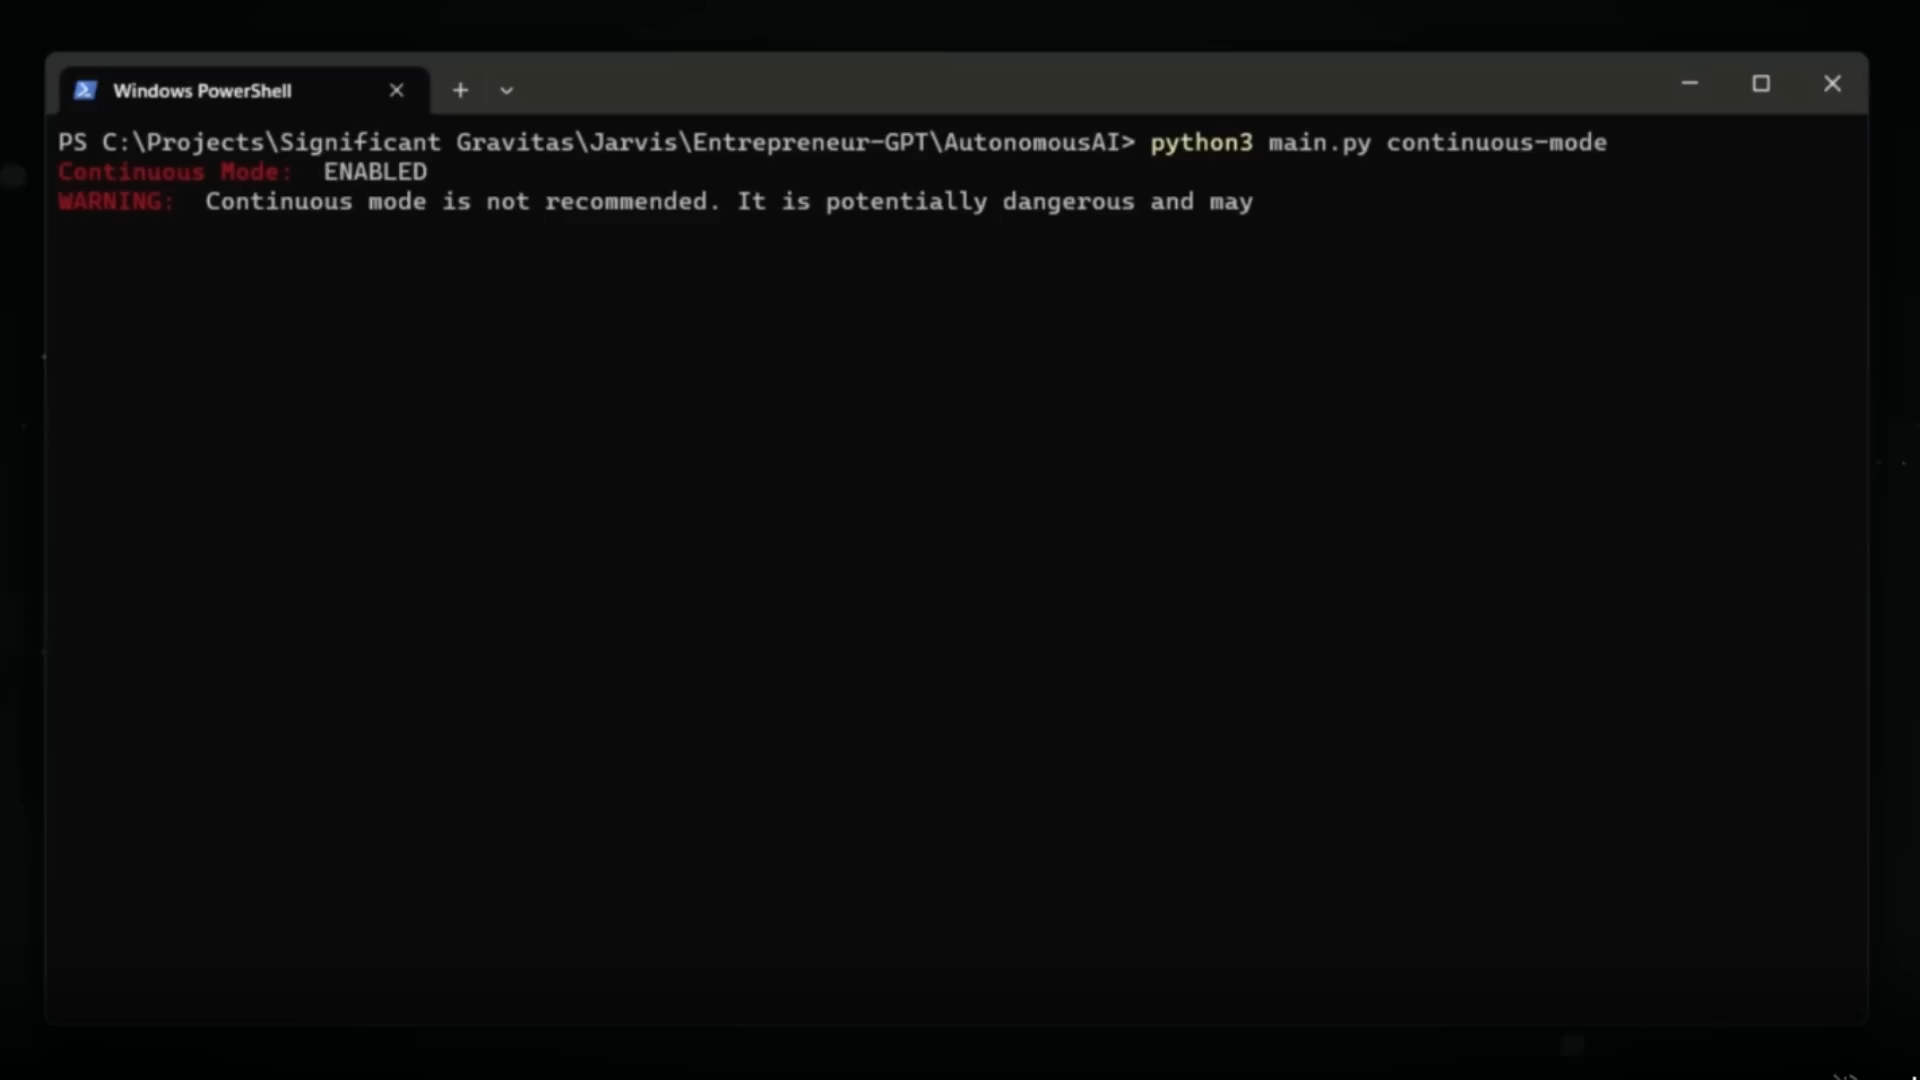 Windows PowerShell
PS C:\Projects\Significant Gravitas\Jarvis\Entrepreneur-GPT\AutonomousAI> python3 main.py continuous-mode
Continuous Mode:  ENABLED
WARNING:  Continuous mode is not recommended. It is potentially dangerous and may